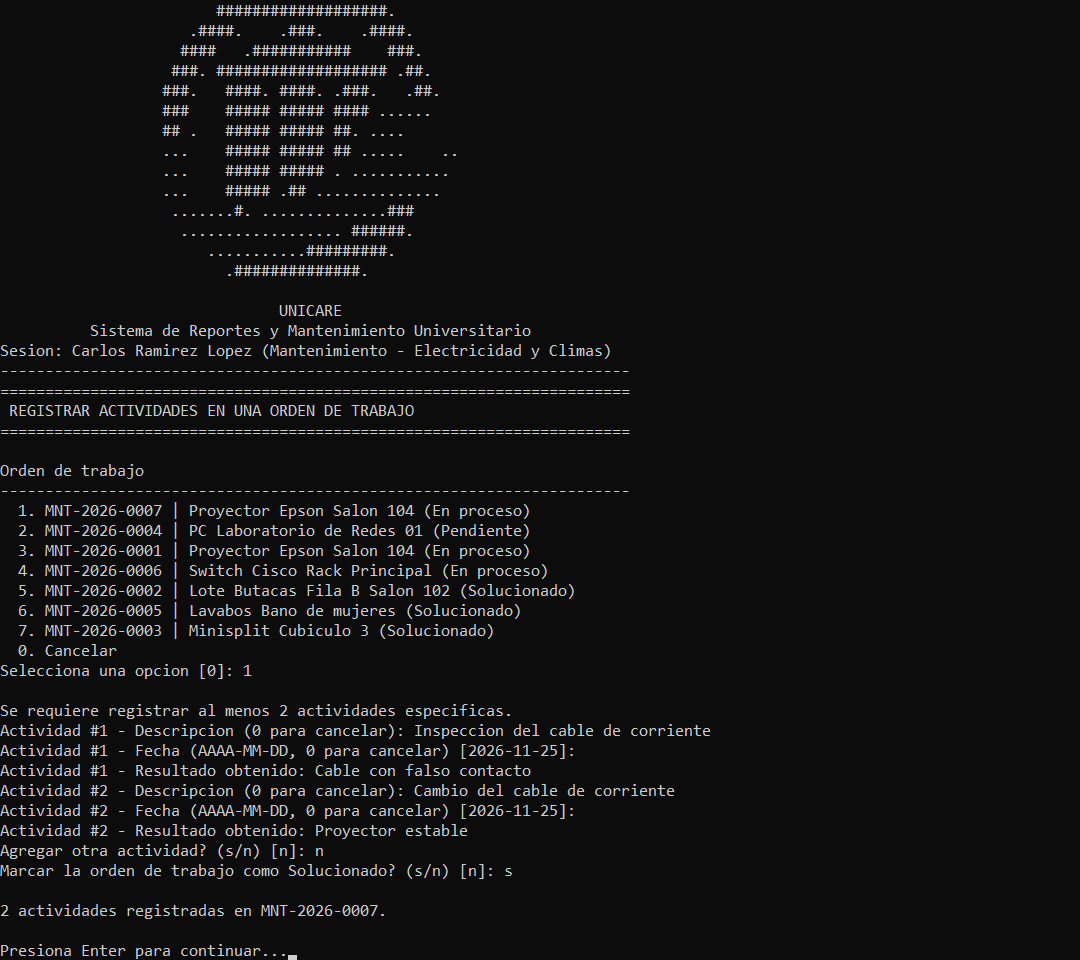 ###################.
.####.    .###.    .####.
####   .###########    ###.
###. ################### .##.
###.   ####. ####. .###.   .##.
###    ##### ##### #### ......
## .   ##### ##### ##. ....
...    ##### ##### ## .....    ..
...    ##### ##### . ...........
...    ##### .## ..............
.......#. ..............###
.................. ######.
...........#########.
.##############.
UNICARE
Sistema de Reportes y Mantenimiento Universitario
Sesion: Carlos Ramirez Lopez (Mantenimiento - Electricidad y Climas)
----------------------------------------------------------------------
======================================================================
REGISTRAR ACTIVIDADES EN UNA ORDEN DE TRABAJO
======================================================================
Orden de trabajo
----------------------------------------------------------------------
1. MNT-2026-0007 | Proyector Epson Salon 104 (En proceso)
2. MNT-2026-0004 | PC Laboratorio de Redes 01 (Pendiente)
3. MNT-2026-0001 | Proyector Epson Salon 104 (En proceso)
4. MNT-2026-0006 | Switch Cisco Rack Principal (En proceso)
5. MNT-2026-0002 | Lote Butacas Fila B Salon 102 (Solucionado)
6. MNT-2026-0005 | Lavabos Bano de mujeres (Solucionado)
7. MNT-2026-0003 | Minisplit Cubiculo 3 (Solucionado)
0. Cancelar
Selecciona una opcion [0]: 1
Se requiere registrar al menos 2 actividades especificas.
Actividad #1 - Descripcion (0 para cancelar): Inspeccion del cable de corriente
Actividad #1 - Fecha (AAAA-MM-DD, 0 para cancelar) [2026-11-25]:
Actividad #1 - Resultado obtenido: Cable con falso contacto
Actividad #2 - Descripcion (0 para cancelar): Cambio del cable de corriente
Actividad #2 - Fecha (AAAA-MM-DD, 0 para cancelar) [2026-11-25]:
Actividad #2 - Resultado obtenido: Proyector estable
Agregar otra actividad? (s/n) [n]: n
Marcar la orden de trabajo como Solucionado? (s/n) [n]: s
2 actividades registradas en MNT-2026-0007.
Presiona Enter para continuar...